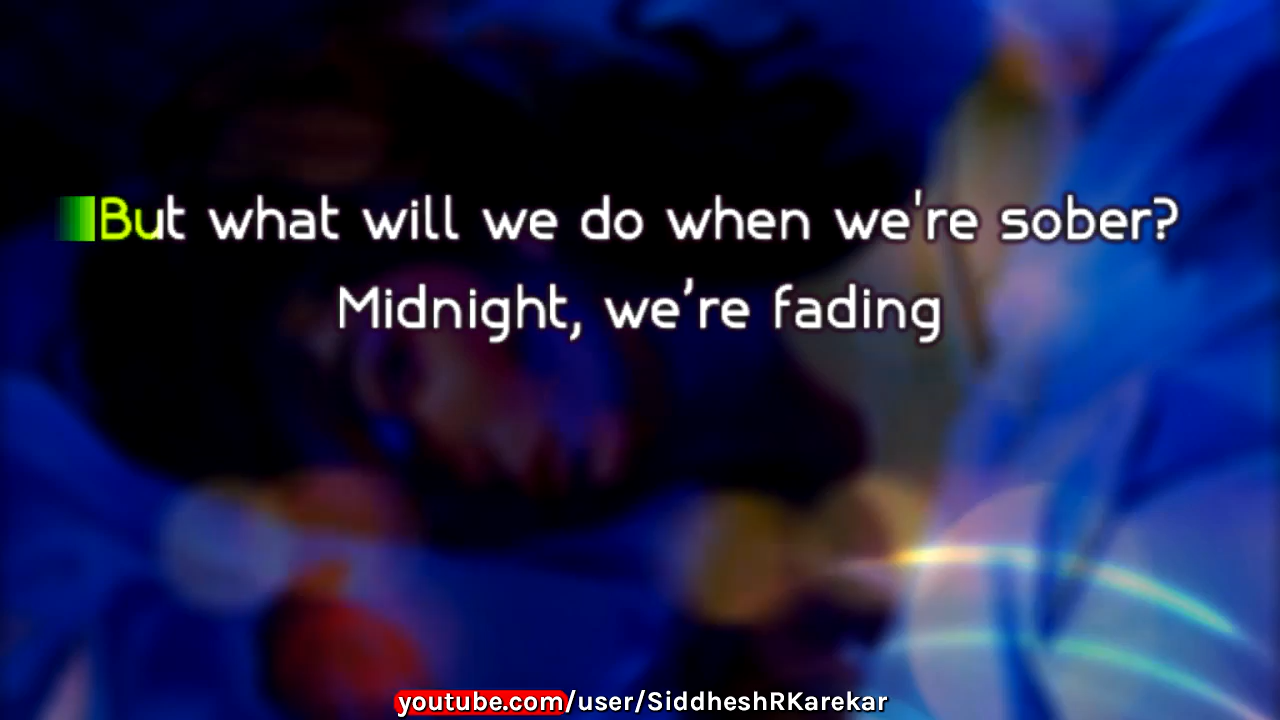 But what will we do when we're sober?
Midnight, we’re fading
youtube.com/user/SiddheshRKarekar